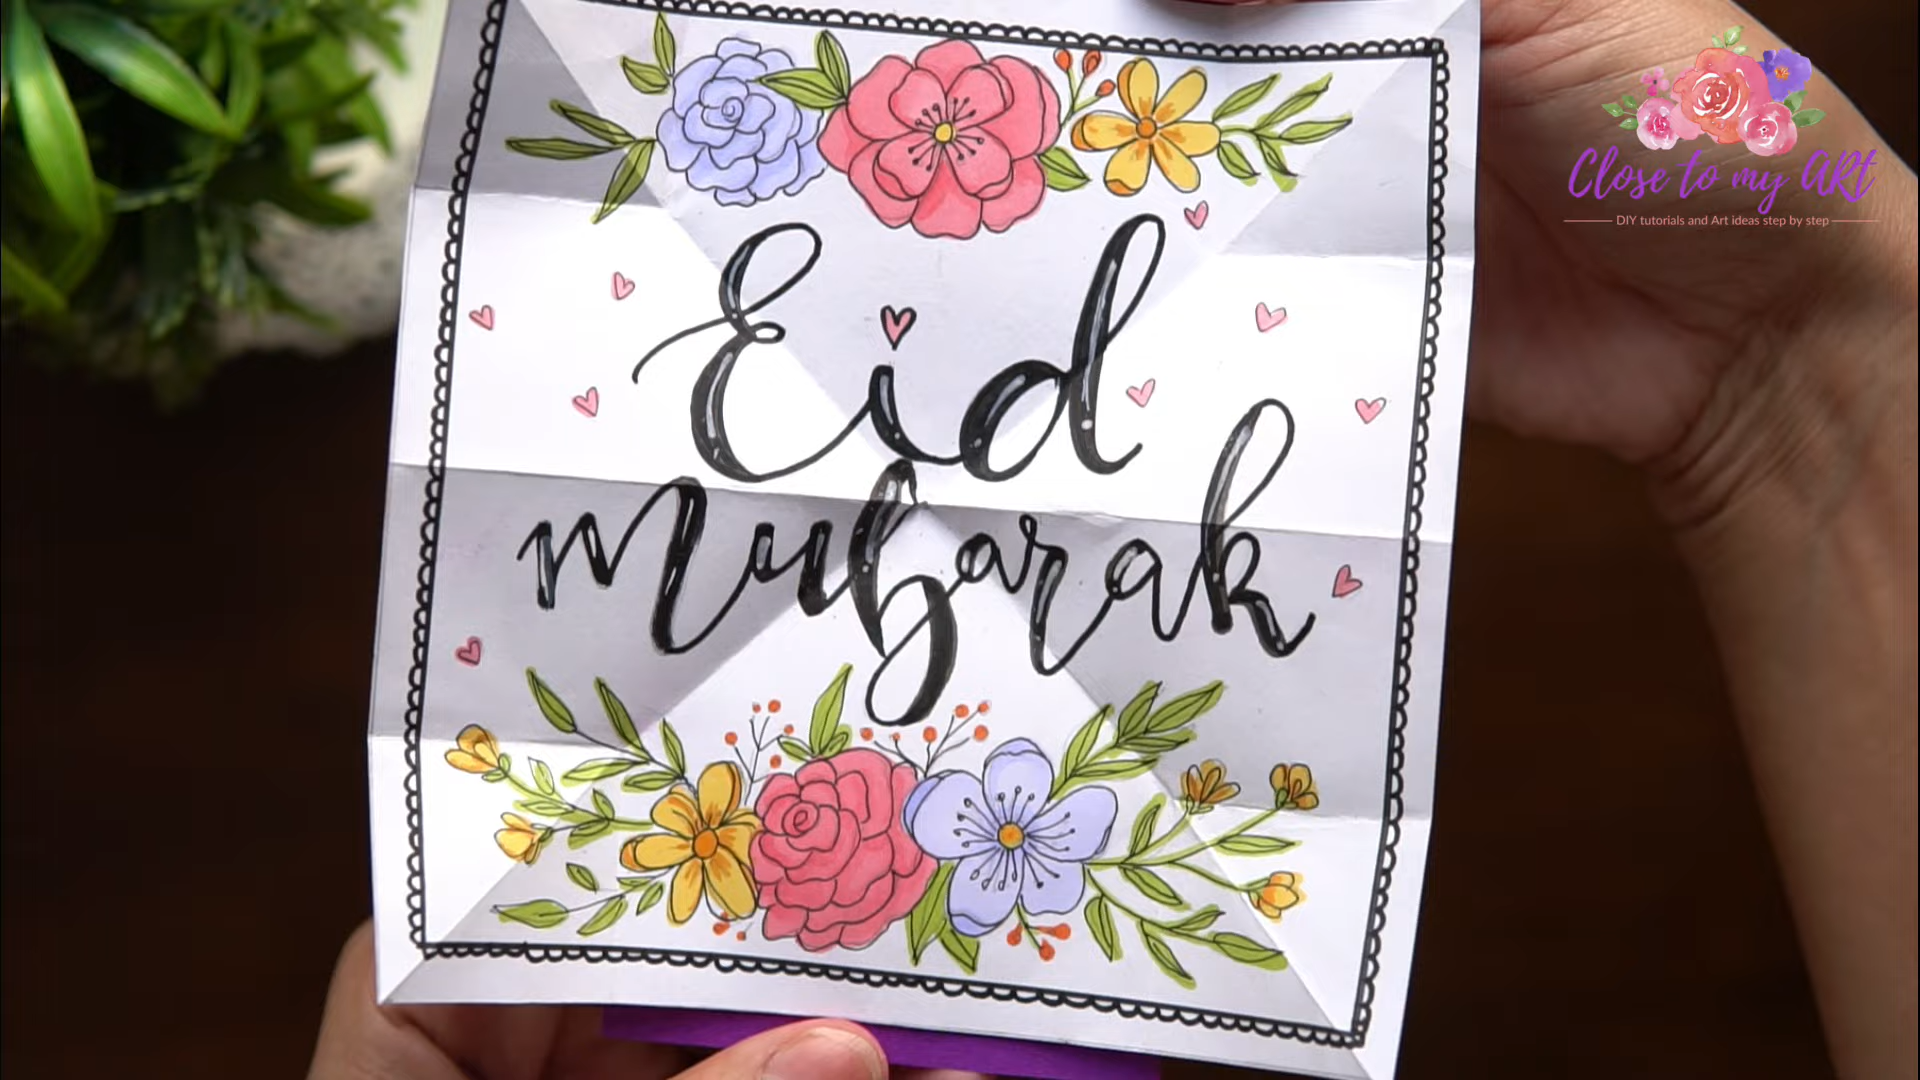 Eid
mubarak
Close to my ARt
DIY tutorials and Art ideas step by step